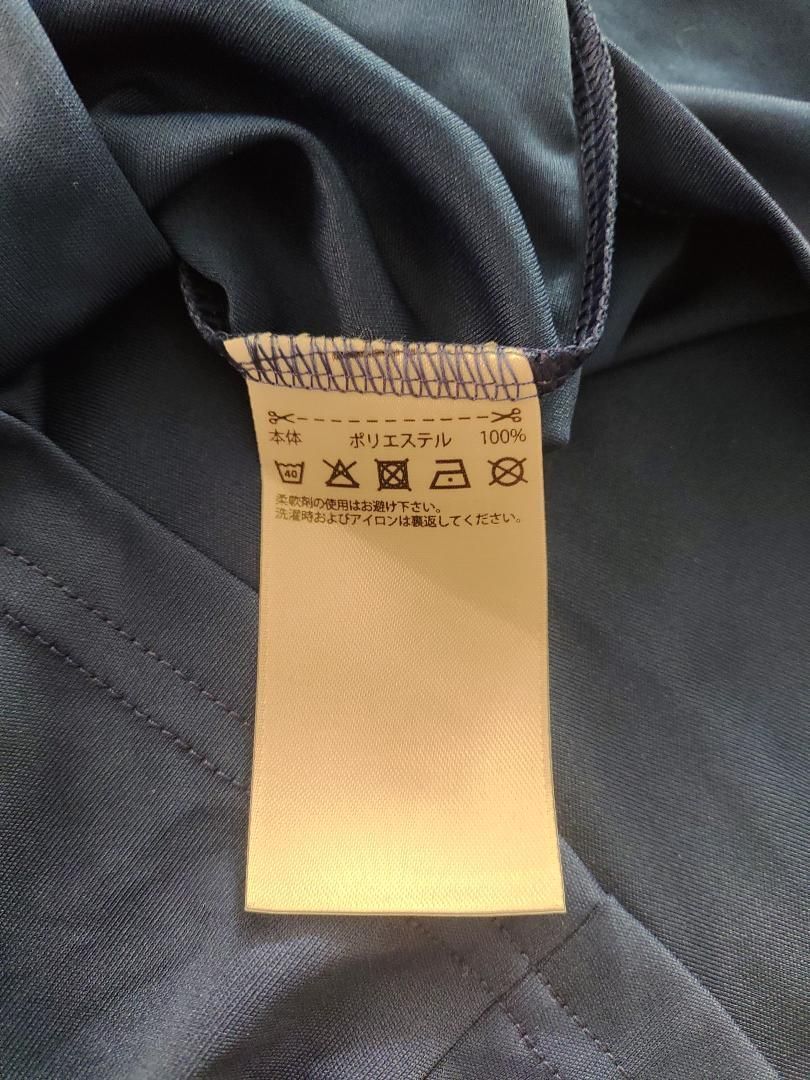 本体 ポリエステル 100%
40
柔軟剤の使用はお避け下さい。
洗濯時およびアイロンは裏返してください。